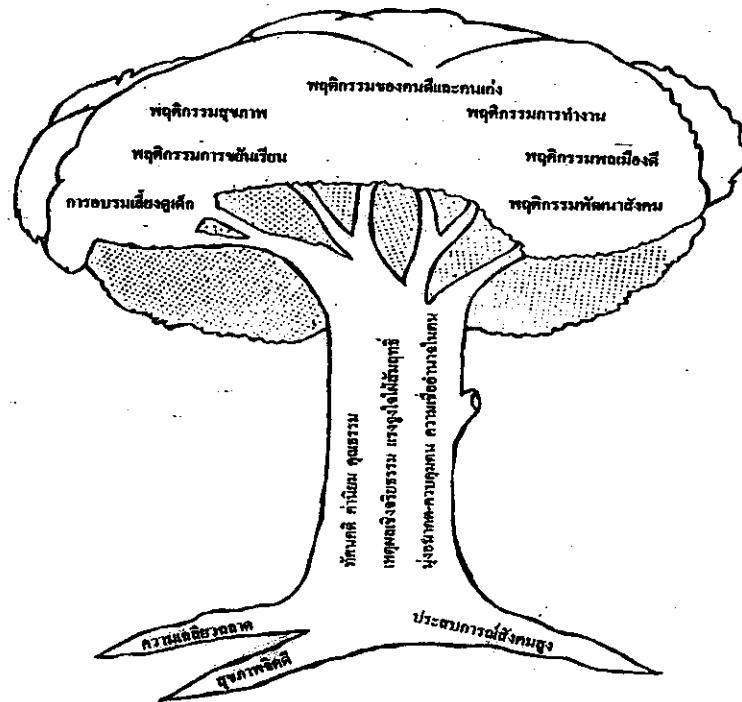 พฤติกรรมของคนดีและคนเก่ง
พฤติกรรมสุขภาพ
พฤติกรรมการทำงาน
พฤติกรรมการขยันเรียน
พฤติกรรมพลเมืองดี
การอบรมเลี้ยงดูเด็ก
พฤติกรรมพัฒนาสังคม
ทัศนคติ ค่านิยม คุณธรรม
เหตุผลเชิงจริยธรรม แรงจูงใจใฝ่สัมฤทธิ์
มุ่งอนาคต-ควบคุมตน ความเชื่ออำนาจในตน
ความเฉลียวฉลาด
ประสบการณ์สังคมสูง
สุขภาพจิตดี